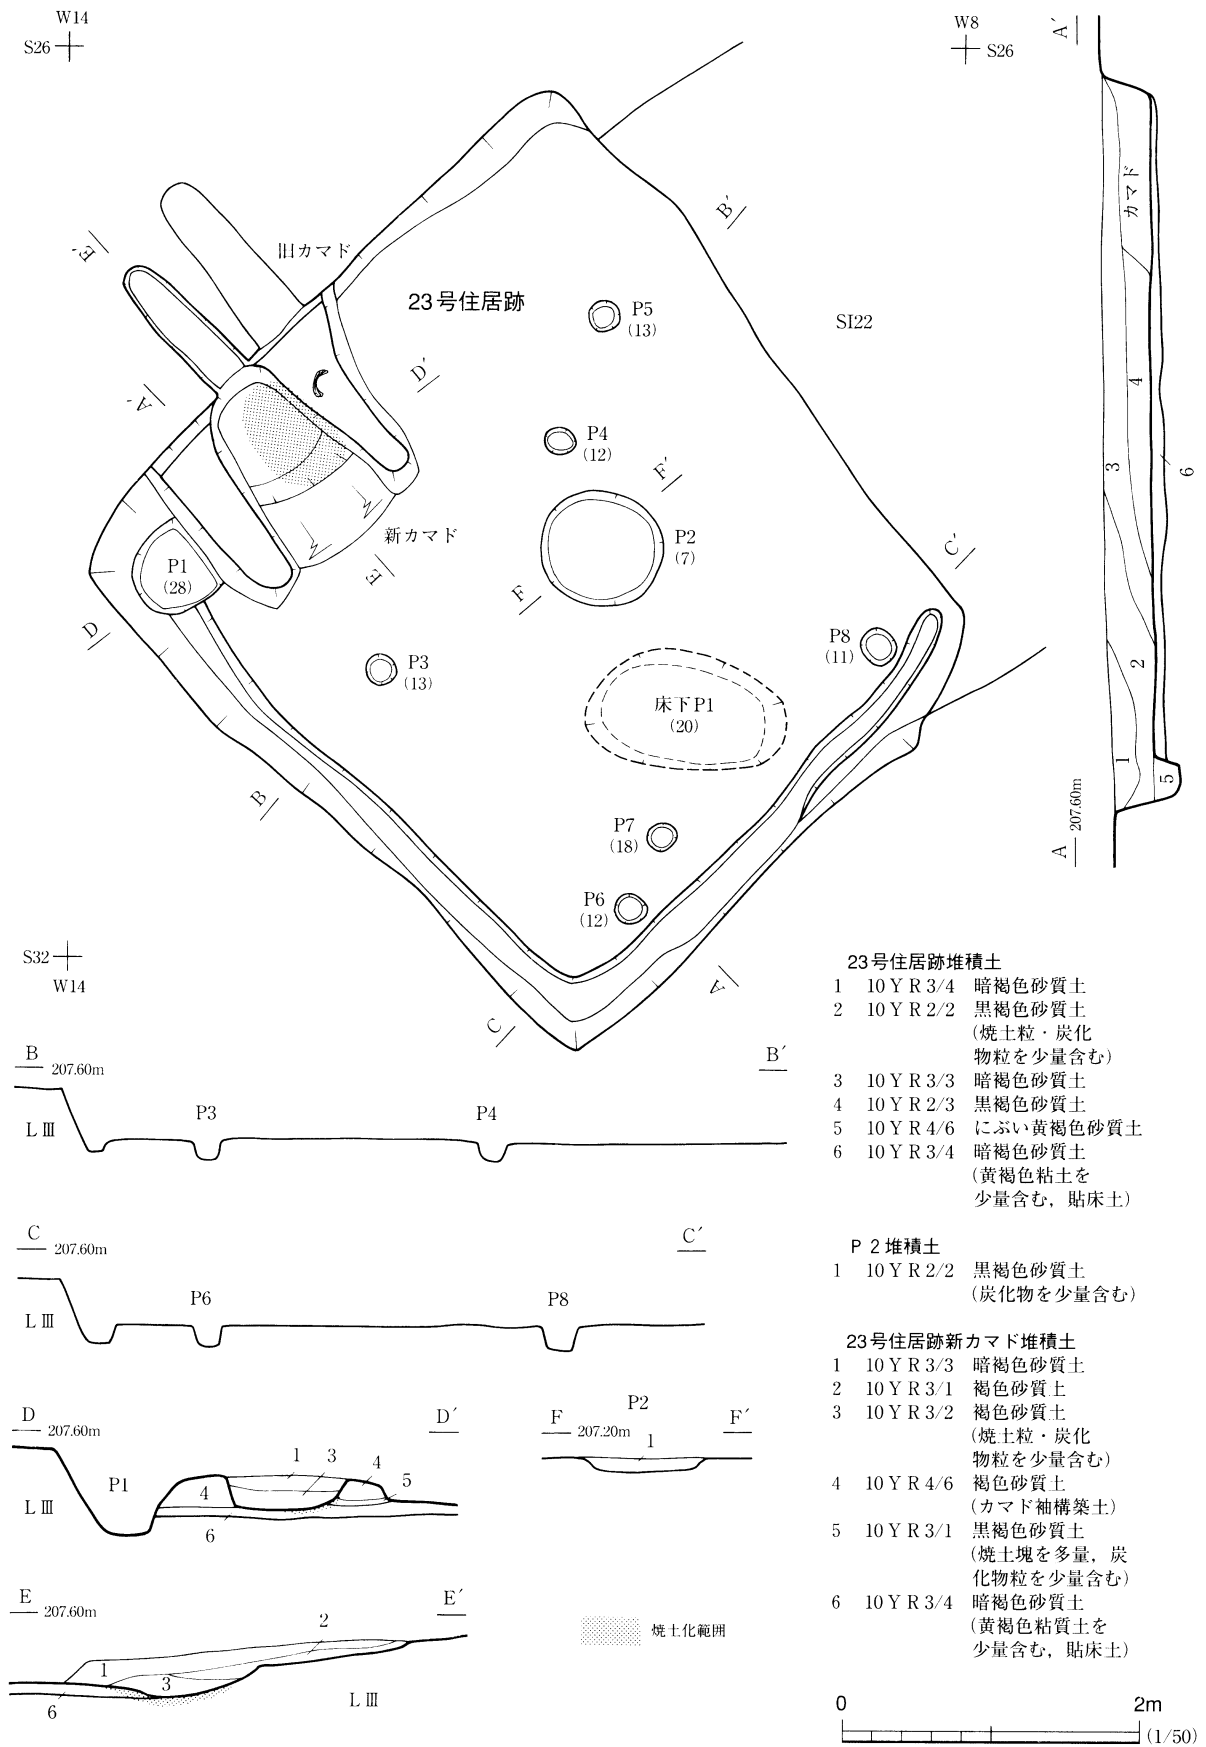 W14
S26
W8
S26
A′
B′
E′
旧カマド
23号住居跡
P5
(13)
SI22
カマド
D′
A′
P4
(12)
F′
4
3
6
新カマド
P2
(7)
C′
P1
(28)
E
F
D
P8
(11)
P3
(13)
2
床下P1
(20)
1
5
B
P7
(18)
A 207.60m
P6
(12)
S32
W14
A
C
B 207.60m
B′
P3
P4
LⅢ
C 207.60m
C′
P6
P8
LⅢ
D 207.60m
D′
P1
1 3 4 5
4
6
LⅢ
P2
F 207.20m
F′
1
E 207.60m
E′
2
1
3
6
LⅢ
焼土化範囲
23号住居跡堆積土
1 10YR3/4 暗褐色砂質土
2 10YR2/2 黒褐色砂質土
(焼土粒・炭化
物粒を少量含む)
3 10YR3/3 暗褐色砂質土
4 10YR2/3 黒褐色砂質土
5 10YR4/6 にぶい黄褐色砂質土
6 10YR3/4 暗褐色砂質土
(黄褐色粘土を
少量含む，貼床土)
P2堆積土
1 10YR2/2 黒褐色砂質土
(炭化物を少量含む)
23号住居跡新カマド堆積土
1 10YR3/3 暗褐色砂質土
2 10YR3/1 褐色砂質土
3 10YR3/2 褐色砂質土
(焼土粒・炭化
物粒を少量含む)
4 10YR4/6 褐色砂質土
(カマド袖構築土)
5 10YR3/1 黒褐色砂質土
(焼土塊を多量，炭
化物粒を少量含む)
6 10YR3/4 暗褐色砂質土
(黄褐色粘質土を
少量含む，貼床土)
0 2m
(1/50)